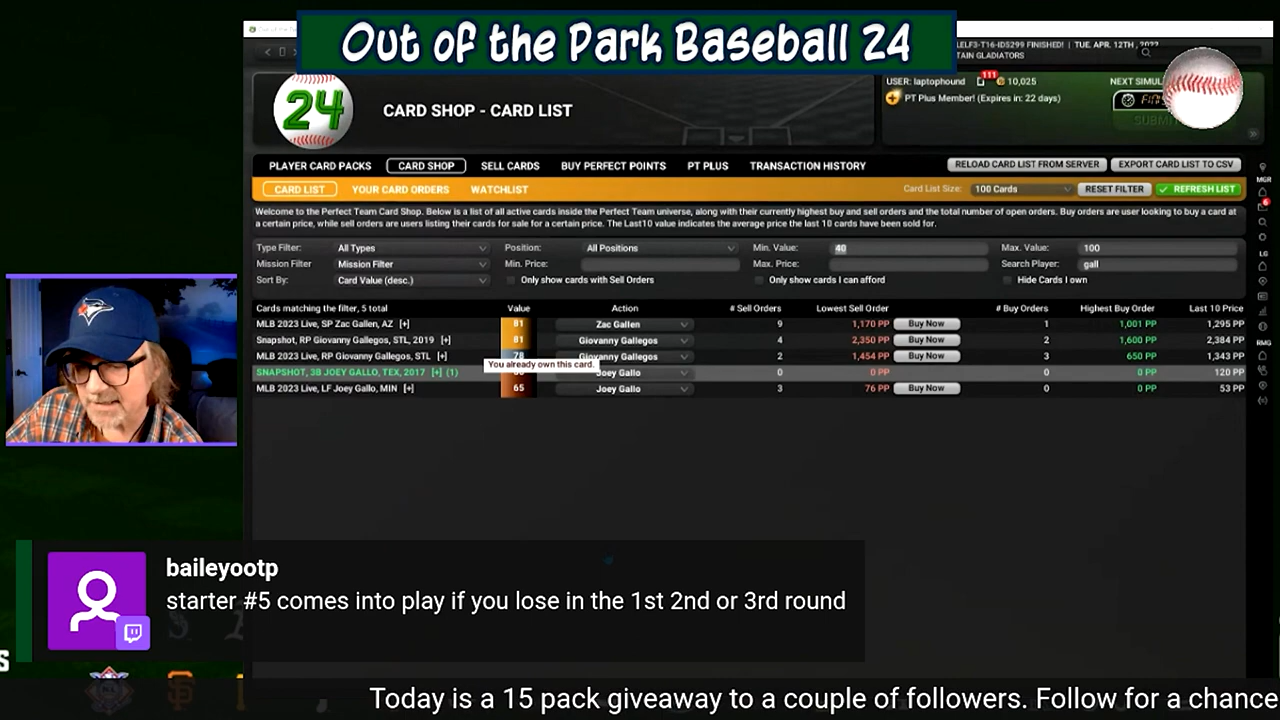 Out of the Park Baseball 24
TUE. APR. 12TH, 2022
USER: laptophound
111
10,025
PT Plus Member! (Expires in: 22 days)
24
CARD SHOP - CARD LIST
PLAYER CARD PACKS
CARD SHOP
SELL CARDS
BUY PERFECT POINTS
PT PLUS
TRANSACTION HISTORY
RELOAD CARD LIST FROM SERVER
EXPORT CARD LIST TO CSV
CARD LIST
YOUR CARD ORDERS
WATCHLIST
Card List Size:
100 Cards
RESET FILTER
REFRESH LIST
Welcome to the Perfect Team Card Shop. Below is a list of all active cards inside the Perfect Team universe, along with their currently highest buy and sell orders and the total number of open orders. Buy orders are user looking to buy a card at
a certain price, while sell orders are users listing their cards for sale for a certain price. The Last10 value indicates the average price the last 10 cards have been sold for.
Type Filter: All Types Position: All Positions Min. Value: 40 Max. Value: 100
Mission Filter Mission Filter Min. Price: Max. Price: Search Player: gall
Sort By: Card Value (desc.) Only show cards with Sell Orders Only show cards I can afford Hide Cards I own
Cards matching the filter, 5 total Value Action # Sell Orders Lowest Sell Order # Buy Orders Highest Buy Order Last 10 Price
MLB 2023 Live, SP Zac Gallen, AZ [+] 81 Zac Gallen 9 1,170 PP Buy Now 1 1,001 PP 1,295 PP
Snapshot, RP Giovanny Gallegos, STL, 2019 [+] 81 Giovanny Gallegos 4 2,350 PP Buy Now 2 1,600 PP 2,384 PP
MLB 2023 Live, RP Giovanny Gallegos, STL [+] 78 Giovanny Gallegos 2 1,454 PP Buy Now 3 650 PP 1,303 PP
You already own this card.
SNAPSHOT, 3B JOEY GALLO, TEX, 2017 [+] (1) Joey Gallo 0 0 PP 0 0 PP 120 PP
MLB 2023 Live, LF Joey Gallo, MIN [+] 65 Joey Gallo 3 76 PP Buy Now 0 0 PP 53 PP
MGR
6
LG
RMG
baileyootp
starter #5 comes into play if you lose in the 1st 2nd or 3rd round
Today is a 15 pack giveaway to a couple of followers. Follow for a chance